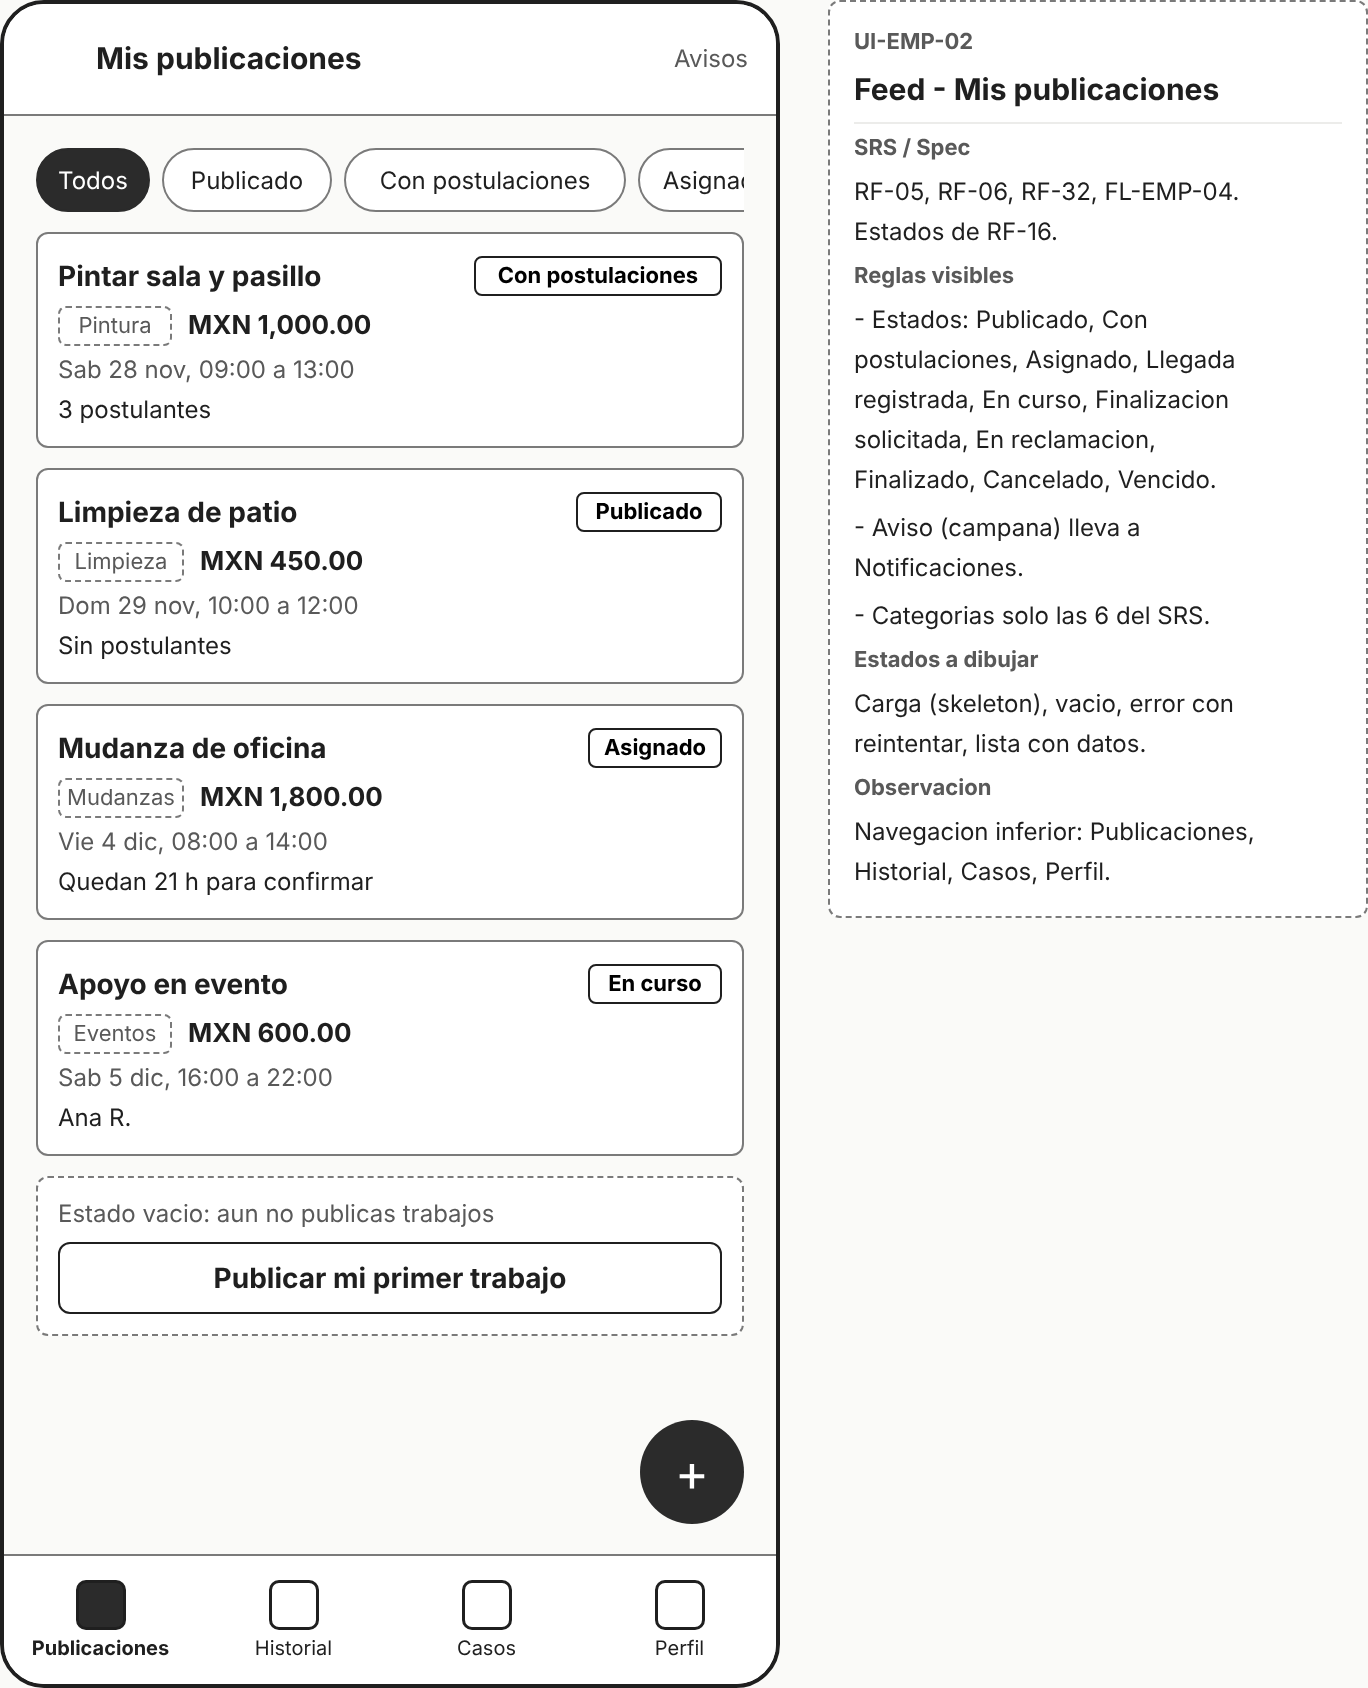 Mis publicaciones
Avisos
Todos
Publicado
Con postulaciones
Asignad
Pintar sala y pasillo
Con postulaciones
Pintura
MXN 1,000.00
Sab 28 nov, 09:00 a 13:00
3 postulantes
Limpieza de patio
Publicado
Limpieza
MXN 450.00
Dom 29 nov, 10:00 a 12:00
Sin postulantes
Mudanza de oficina
Asignado
Mudanzas
MXN 1,800.00
Vie 4 dic, 08:00 a 14:00
Quedan 21 h para confirmar
Apoyo en evento
En curso
Eventos
MXN 600.00
Sab 5 dic, 16:00 a 22:00
Ana R.
Estado vacio: aun no publicas trabajos
Publicar mi primer trabajo
+
Publicaciones
Historial
Casos
Perfil
UI-EMP-02
Feed - Mis publicaciones
SRS / Spec
RF-05, RF-06, RF-32, FL-EMP-04.
Estados de RF-16.
Reglas visibles
- Estados: Publicado, Con
postulaciones, Asignado, Llegada
registrada, En curso, Finalizacion
solicitada, En reclamacion,
Finalizado, Cancelado, Vencido.
- Aviso (campana) lleva a
Notificaciones.
- Categorias solo las 6 del SRS.
Estados a dibujar
Carga (skeleton), vacio, error con
reintentar, lista con datos.
Observacion
Navegacion inferior: Publicaciones,
Historial, Casos, Perfil.